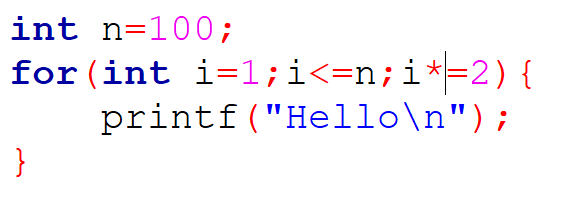 int n=100;
for(int i=1;i<=n;i*=2){
    printf("Hello\n");
}